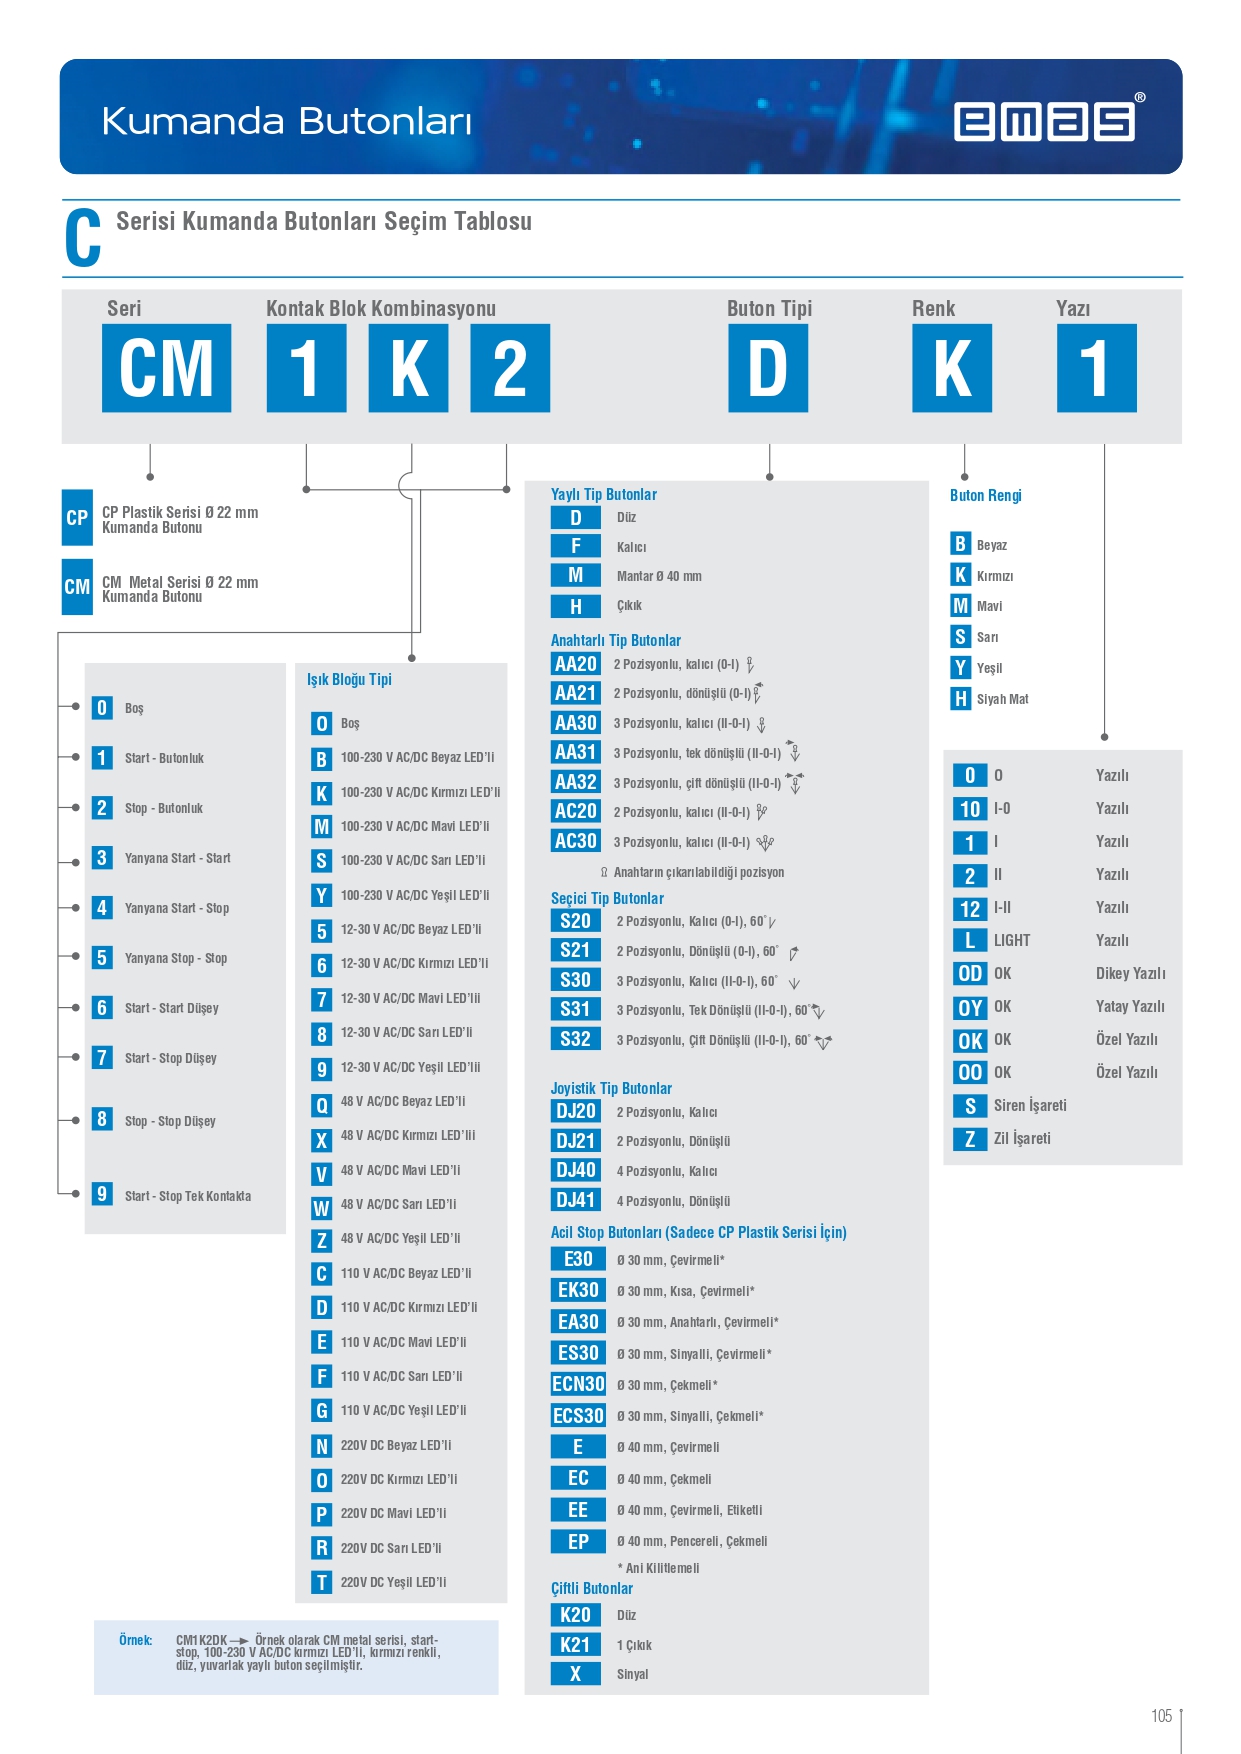 Kumanda Butonları
emas®
C Serisi Kumanda Butonları Seçim Tablosu
Seri
Kontak Blok Kombinasyonu
Buton Tipi
Renk
Yazı
CM 1 K 2 D K 1
CP CP Plastik Serisi Ø 22 mm
Kumanda Butonu
CM CM Metal Serisi Ø 22 mm
Kumanda Butonu
0 Boş
1 Start - Butonluk
2 Stop - Butonluk
3 Yanyana Start - Start
4 Yanyana Start - Stop
5 Yanyana Stop - Stop
6 Start - Start Düşey
7 Start - Stop Düşey
8 Stop - Stop Düşey
9 Start - Stop Tek Kontakta
Işık Bloğu Tipi
O Boş
B 100-230 V AC/DC Beyaz LED'li
K 100-230 V AC/DC Kırmızı LED'li
M 100-230 V AC/DC Mavi LED'li
S 100-230 V AC/DC Sarı LED'li
Y 100-230 V AC/DC Yeşil LED'li
5 12-30 V AC/DC Beyaz LED'li
6 12-30 V AC/DC Kırmızı LED'li
7 12-30 V AC/DC Mavi LED'lii
8 12-30 V AC/DC Sarı LED'li
9 12-30 V AC/DC Yeşil LED'lii
Q 48 V AC/DC Beyaz LED'li
X 48 V AC/DC Kırmızı LED'lii
V 48 V AC/DC Mavi LED'li
W 48 V AC/DC Sarı LED'li
Z 48 V AC/DC Yeşil LED'li
C 110 V AC/DC Beyaz LED'li
D 110 V AC/DC Kırmızı LED'li
E 110 V AC/DC Mavi LED'li
F 110 V AC/DC Sarı LED'li
G 110 V AC/DC Yeşil LED'li
N 220V DC Beyaz LED'li
O 220V DC Kırmızı LED'li
P 220V DC Mavi LED'li
R 220V DC Sarı LED'li
T 220V DC Yeşil LED'li
Örnek: CM1K2DK Örnek olarak CM metal serisi, start-
stop, 100-230 V AC/DC kırmızı LED'li, kırmızı renkli,
düz, yuvarlak yaylı buton seçilmiştir.
Yaylı Tip Butonlar
D Düz
F Kalıcı
M Mantar Ø 40 mm
H Çıkık
Anahtarlı Tip Butonlar
AA20 2 Pozisyonlu, kalıcı (0-I)
AA21 2 Pozisyonlu, dönüşlü (0-I)
AA30 3 Pozisyonlu, kalıcı (II-0-I)
AA31 3 Pozisyonlu, tek dönüşlü (II-0-I)
AA32 3 Pozisyonlu, çift dönüşlü (II-0-I)
AC20 2 Pozisyonlu, kalıcı (II-0-I)
AC30 3 Pozisyonlu, kalıcı (II-0-I)
Anahtarın çıkarılabildiği pozisyon
Seçici Tip Butonlar
S20 2 Pozisyonlu, Kalıcı (0-I), 60°
S21 2 Pozisyonlu, Dönüşlü (0-I), 60°
S30 3 Pozisyonlu, Kalıcı (II-0-I), 60°
S31 3 Pozisyonlu, Tek Dönüşlü (II-0-I), 60°
S32 3 Pozisyonlu, Çift Dönüşlü (II-0-I), 60°
Joyistik Tip Butonlar
DJ20 2 Pozisyonlu, Kalıcı
DJ21 2 Pozisyonlu, Dönüşlü
DJ40 4 Pozisyonlu, Kalıcı
DJ41 4 Pozisyonlu, Dönüşlü
Acil Stop Butonları (Sadece CP Plastik Serisi İçin)
E30 Ø 30 mm, Çevirmeli*
EK30 Ø 30 mm, Kısa, Çevirmeli*
EA30 Ø 30 mm, Anahtarlı, Çevirmeli*
ES30 Ø 30 mm, Sinyalli, Çevirmeli*
ECN30 Ø 30 mm, Çekmeli*
ECS30 Ø 30 mm, Sinyalli, Çekmeli*
E Ø 40 mm, Çevirmeli
EC Ø 40 mm, Çekmeli
EE Ø 40 mm, Çevirmeli, Etiketli
EP Ø 40 mm, Pencereli, Çekmeli
* Ani Kilitlemeli
Çiftli Butonlar
K20 Düz
K21 1 Çıkık
X Sinyal
Buton Rengi
B Beyaz
K Kırmızı
M Mavi
S Sarı
Y Yeşil
H Siyah Mat
0 O Yazılı
10 I-0 Yazılı
1 I Yazılı
2 II Yazılı
12 I-II Yazılı
L LIGHT Yazılı
OD OK Dikey Yazılı
OY OK Yatay Yazılı
OK OK Özel Yazılı
OO OK Özel Yazılı
S Siren İşareti
Z Zil İşareti
105